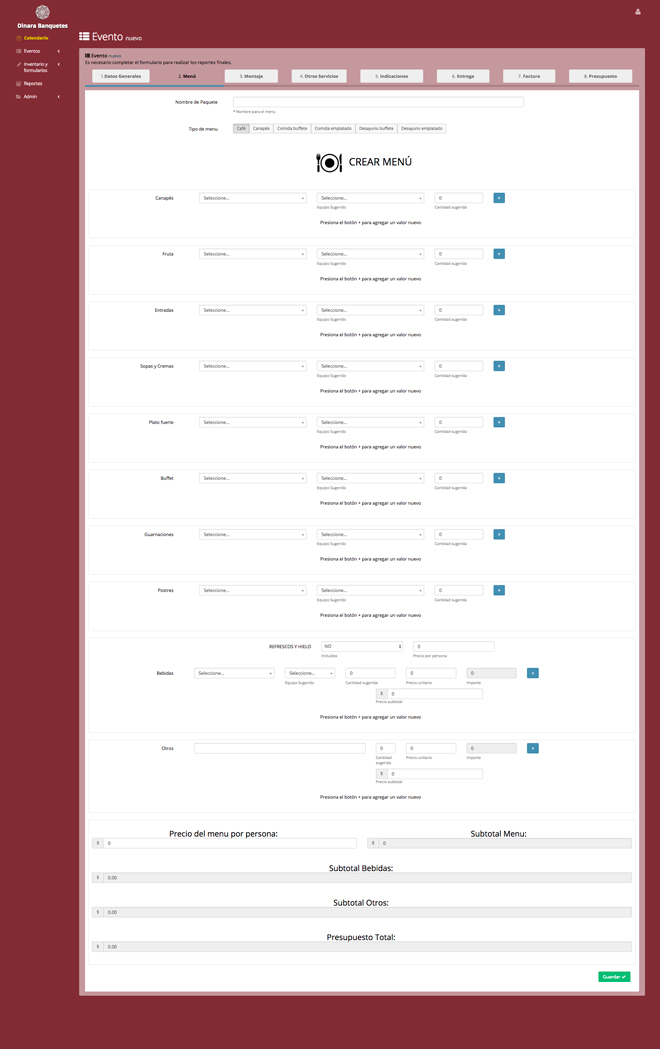 Dinara Banquetes
Calendario
Eventos
Inventario y
formularios
Reportes
Admin
Evento nuevo
Evento nuevo
Es necesario completar el formulario para realizar los reportes finales.
1. Datos Generales
2. Menú
3. Montaje
4. Otros Servicios
5. Indicaciones
6. Entrega
7. Factura
8. Presupuesto
Nombre de Paquete
* Nombre para el menu
Tipo de menu Café Canapés Comida buffete Comida emplatado Desayuno buffete Desayuno emplatado
CREAR MENÚ
Canapés Seleccione... Seleccione... 0 +
Equipo Sugerido Cantidad sugerida
Presiona el botón + para agregar un valor nuevo
Fruta Seleccione... Seleccione... 0 +
Equipo Sugerido Cantidad sugerida
Presiona el botón + para agregar un valor nuevo
Entradas Seleccione... Seleccione... 0 +
Equipo Sugerido Cantidad sugerida
Presiona el botón + para agregar un valor nuevo
Sopas y Cremas Seleccione... Seleccione... 0 +
Equipo Sugerido Cantidad sugerida
Presiona el botón + para agregar un valor nuevo
Plato fuerte Seleccione... Seleccione... 0 +
Equipo Sugerido Cantidad sugerida
Presiona el botón + para agregar un valor nuevo
Buffet Seleccione... Seleccione... 0 +
Equipo Sugerido Cantidad sugerida
Presiona el botón + para agregar un valor nuevo
Guarnaciones Seleccione... Seleccione... 0 +
Equipo Sugerido Cantidad sugerida
Presiona el botón + para agregar un valor nuevo
Postres Seleccione... Seleccione... 0 +
Equipo Sugerido Cantidad sugerida
Presiona el botón + para agregar un valor nuevo
REFRESCOS Y HIELO NO 0
Incluidos Precio por persona
Bebidas Seleccione... Seleccione... 0 0 0 +
Equipo Sugerido Cantidad sugerida Precio unitario Importe
$ 0
Precio subtotal
Presiona el botón + para agregar un valor nuevo
Otros 0 0 0 +
Cantidad sugerida Precio unitario Importe
$ 0
Precio subtotal
Presiona el botón + para agregar un valor nuevo
Precio del menu por persona: Subtotal Menu:
$ 0 $ 0
Subtotal Bebidas:
$ 0.00
Subtotal Otros:
$ 0.00
Presupuesto Total:
$ 0.00
Guardar